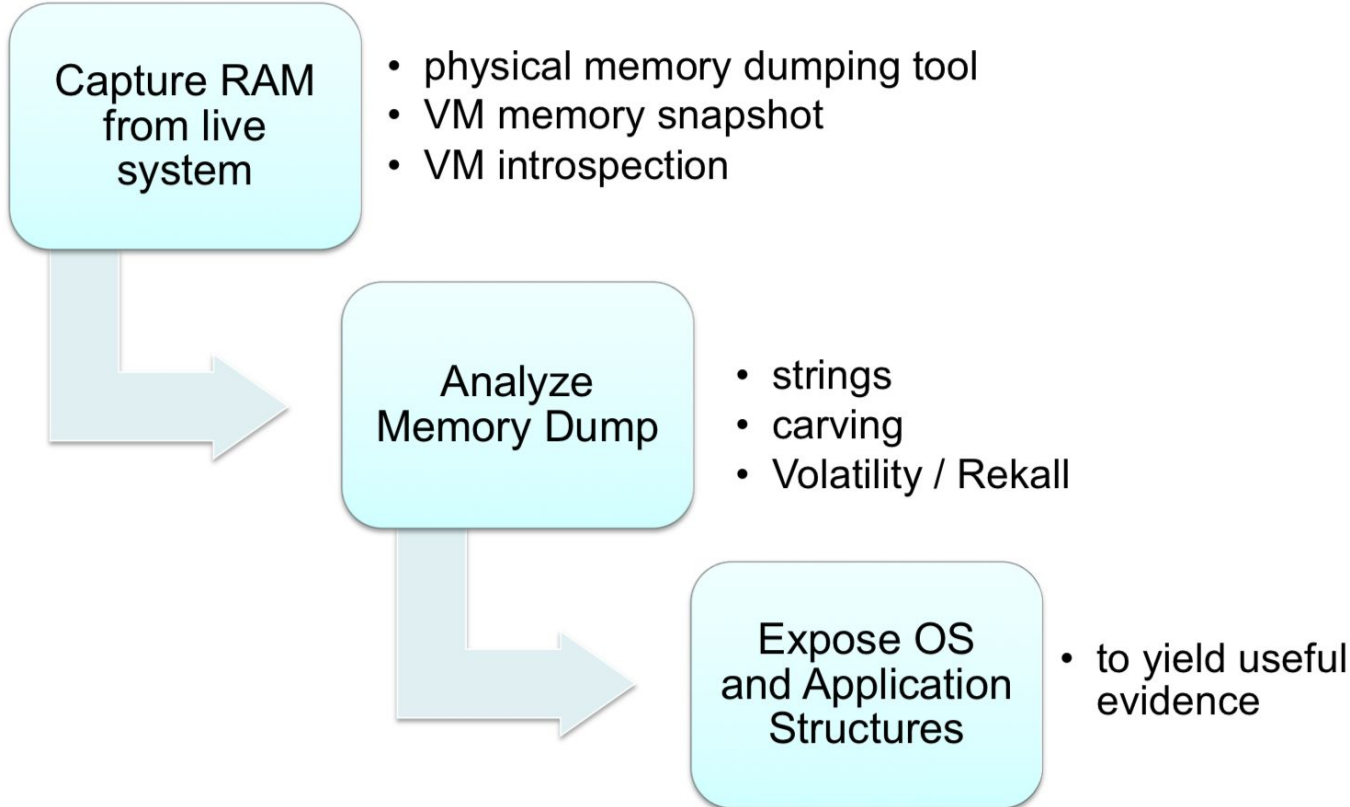 Capture RAM
from live
system
• physical memory dumping tool
• VM memory snapshot
• VM introspection
Analyze
Memory Dump
• strings
• carving
• Volatility / Rekall
Expose OS
and Application
Structures
• to yield useful
evidence